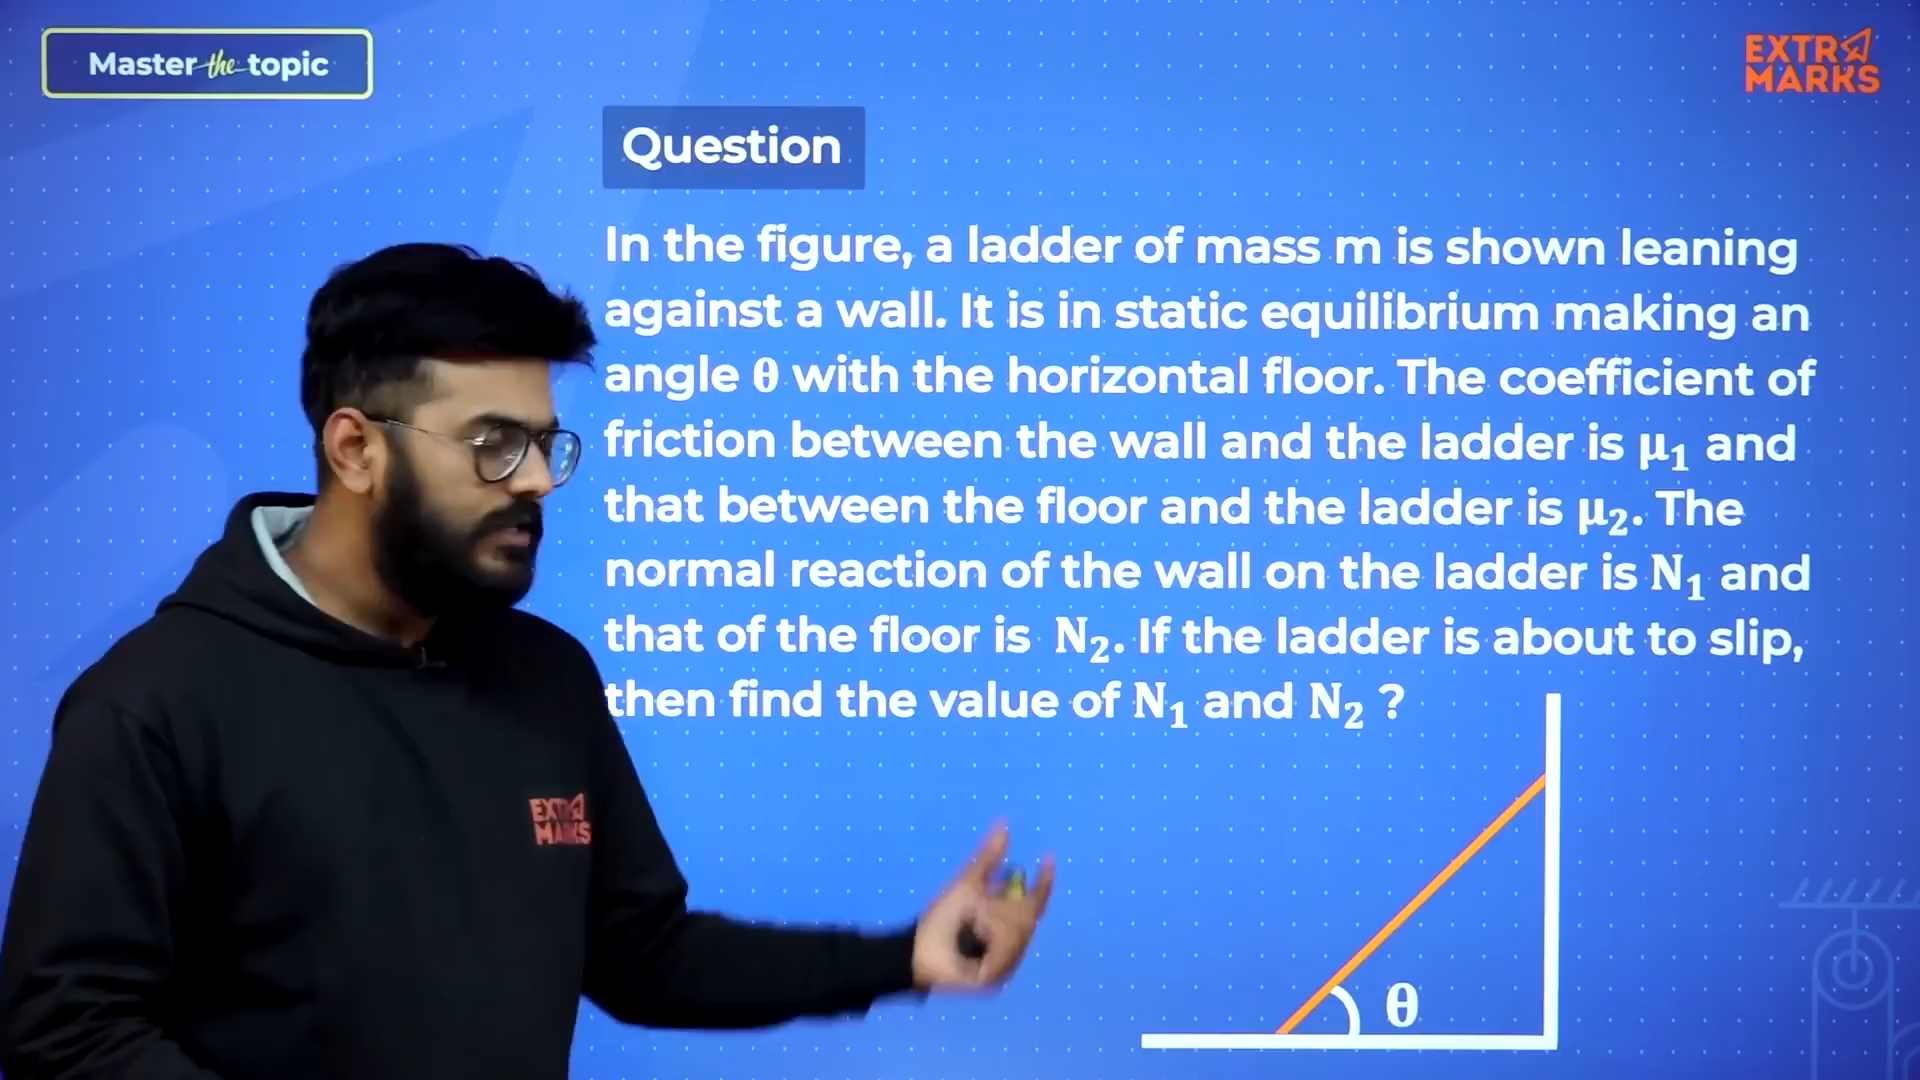 Master the topic
EXTRA
MARKS
Question
In the figure, a ladder of mass m is shown leaning
against a wall. It is in static equilibrium making an
angle θ with the horizontal floor. The coefficient of
friction between the wall and the ladder is μ₁ and
that between the floor and the ladder is μ₂. The
normal reaction of the wall on the ladder is N₁ and
that of the floor is N₂. If the ladder is about to slip,
then find the value of N₁ and N₂ ?
EXTRA
MARKS
θ